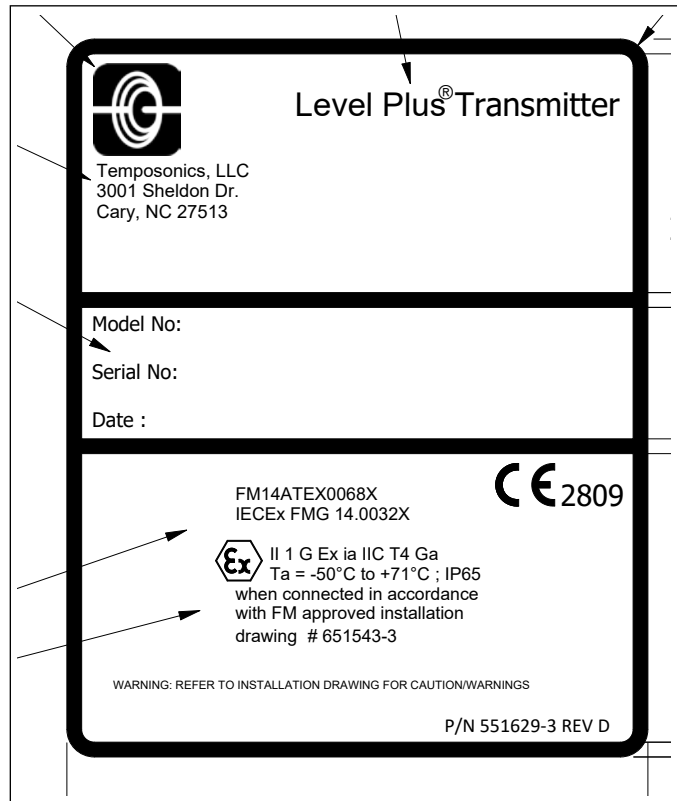 Level Plus® Transmitter
Temposonics, LLC
3001 Sheldon Dr.
Cary, NC 27513
Model No:
Serial No:
Date :
CE 2809
FM14ATEX0068X
IECEx FMG 14.0032X
Ex II 1 G Ex ia IIC T4 Ga
Ta = -50°C to +71°C ; IP65
when connected in accordance
with FM approved installation
drawing # 651543-3
WARNING: REFER TO INSTALLATION DRAWING FOR CAUTION/WARNINGS
P/N 551629-3 REV D